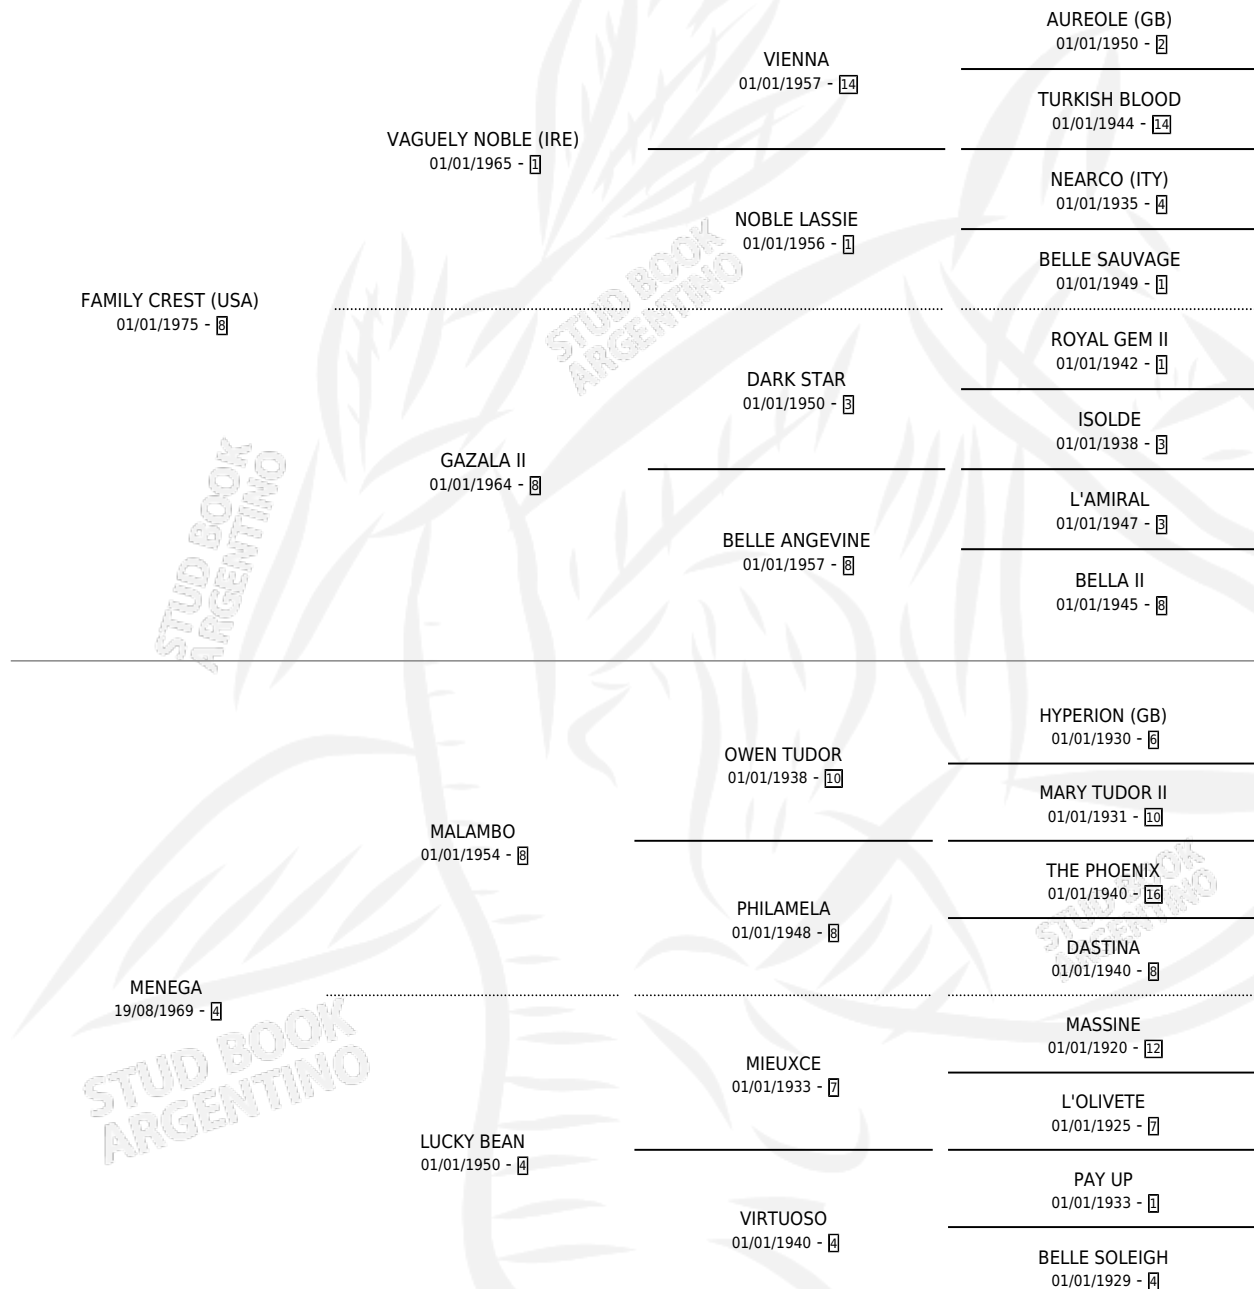 AUREOLE (GB)
01/01/1950 - 2
VIENNA
01/01/1957 - 14
TURKISH BLOOD
01/01/1944 - 14
VAGUELY NOBLE (IRE)
01/01/1965 - 1
NEARCO (ITY)
01/01/1935 - 4
NOBLE LASSIE
01/01/1956 - 1
BELLE SAUVAGE
01/01/1949 - 1
FAMILY CREST (USA)
01/01/1975 - 8
ROYAL GEM II
01/01/1942 - 1
DARK STAR
01/01/1950 - 3
ISOLDE
01/01/1938 - 3
GAZALA II
01/01/1964 - 8
L'AMIRAL
01/01/1947 - 3
BELLE ANGEVINE
01/01/1957 - 8
BELLA II
01/01/1945 - 8
HYPERION (GB)
01/01/1930 - 6
OWEN TUDOR
01/01/1938 - 10
MARY TUDOR II
01/01/1931 - 10
MALAMBO
01/01/1954 - 8
THE PHOENIX
01/01/1940 - 16
PHILAMELA
01/01/1948 - 8
DASTINA
01/01/1940 - 8
MENEGA
19/08/1969 - 4
MASSINE
01/01/1920 - 12
MIEUXCE
01/01/1933 - 7
L'OLIVETE
01/01/1925 - 7
LUCKY BEAN
01/01/1950 - 4
PAY UP
01/01/1933 - 1
VIRTUOSO
01/01/1940 - 4
BELLE SOLEIGH
01/01/1929 - 4
STUD BOOK
ARGENTINO
STUD BOOK
ARGENTINO
STUD BOOK
ARGENTINO
STUD BOOK
ARGENTINO